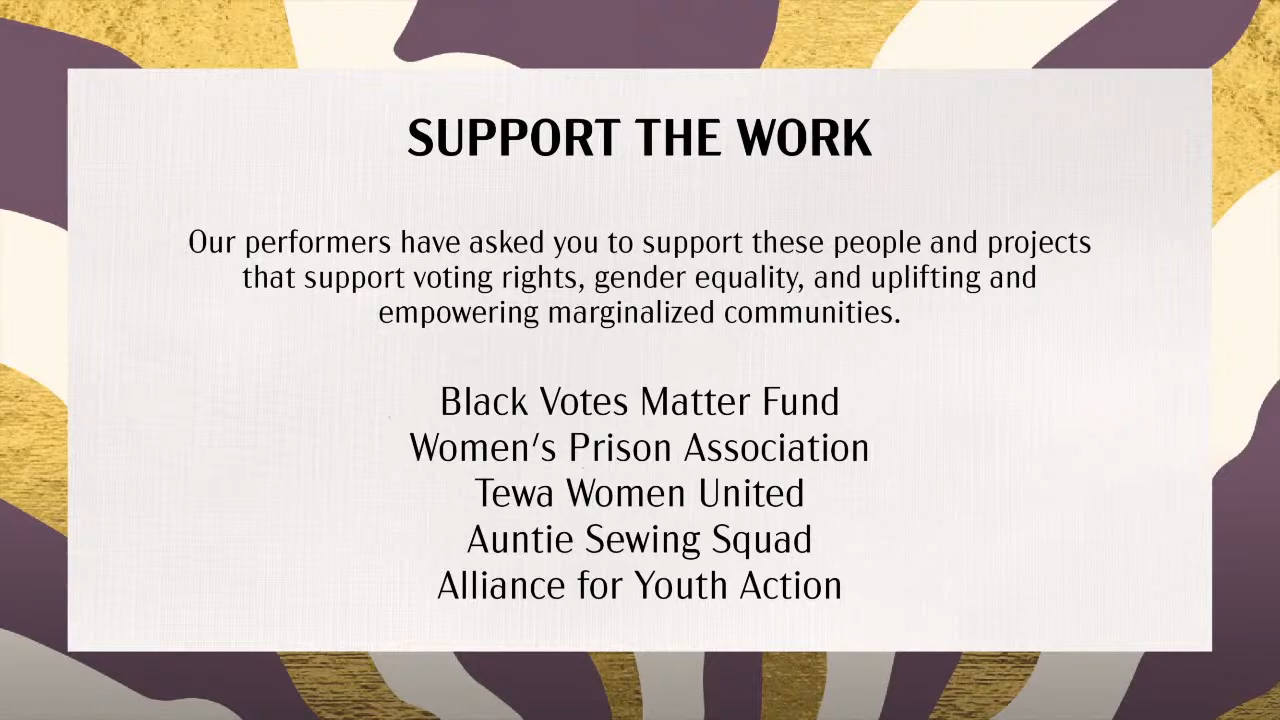 SUPPORT THE WORK
Our performers have asked you to support these people and projects
that support voting rights, gender equality, and uplifting and
empowering marginalized communities.
Black Votes Matter Fund
Women's Prison Association
Tewa Women United
Auntie Sewing Squad
Alliance for Youth Action